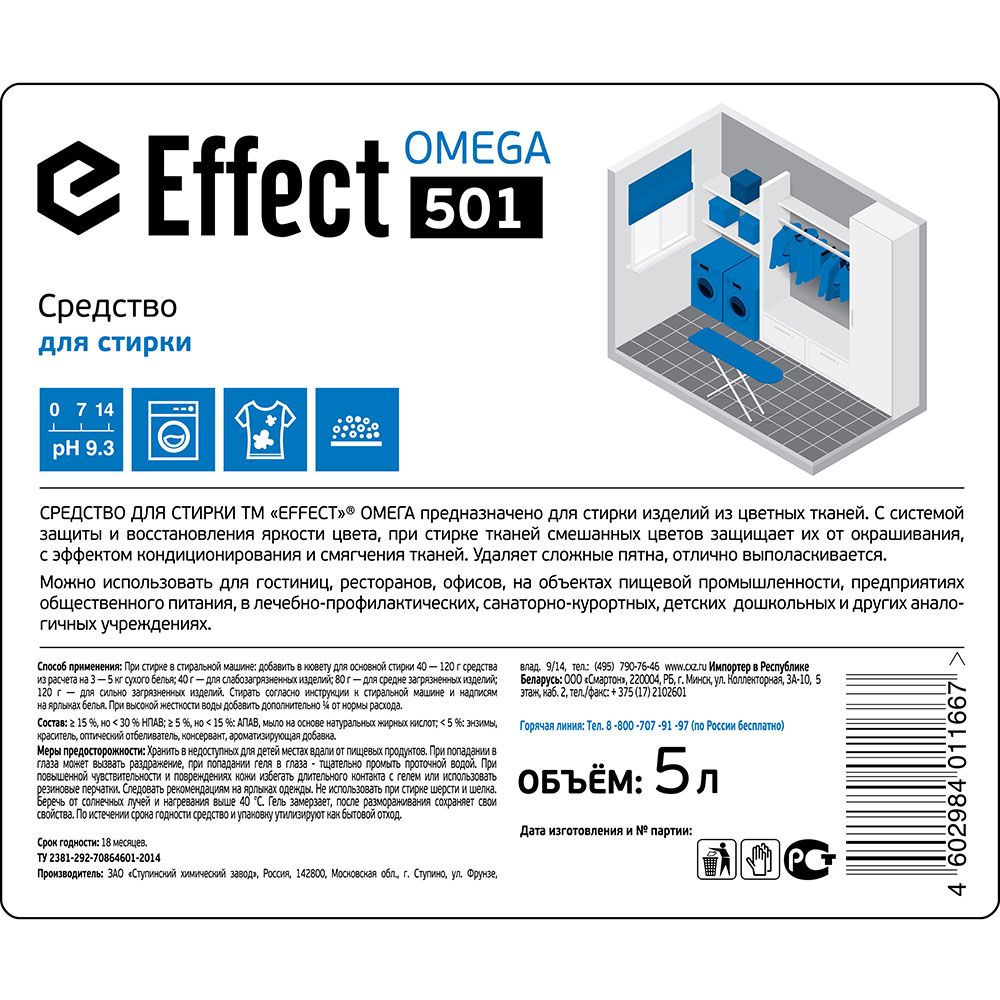 Effect
OMEGA
501
Средство
для стирки
0 7 14
pH 9.3
СРЕДСТВО ДЛЯ СТИРКИ ТМ «EFFECT»® ОМЕГА предназначено для стирки изделий из цветных тканей. С системой
защиты и восстановления яркости цвета, при стирке тканей смешанных цветов защищает их от окрашивания,
с эффектом кондиционирования и смягчения тканей. Удаляет сложные пятна, отлично выполаскивается.
Можно использовать для гостиниц, ресторанов, офисов, на объектах пищевой промышленности, предприятиях
общественного питания, в лечебно-профилактических, санаторно-курортных, детских дошкольных и других анало-
гичных учреждениях.
Способ применения: При стирке в стиральной машине: добавить в кювету для основной стирки 40 — 120 г средства
из расчета на 3 — 5 кг сухого белья; 40 г — для слабозагрязненных изделий; 80 г — для средне загрязненных изделий;
120 г — для сильно загрязненных изделий. Стирать согласно инструкции к стиральной машине и надписям
на ярлыках белья. При высокой жесткости воды добавить дополнительно ¼ от нормы расхода.
Состав: ≥ 15 %, но < 30 % НПАВ; ≥ 5 %, но < 15 %: АПАВ, мыло на основе натуральных жирных кислот; < 5 %: энзимы,
краситель, оптический отбеливатель, консервант, ароматизирующая добавка.
Меры предосторожности: Хранить в недоступных для детей местах вдали от пищевых продуктов. При попадании в
глаза может вызвать раздражение, при попадании геля в глаза - тщательно промыть проточной водой. При
повышенной чувствительности и повреждениях кожи избегать длительного контакта с гелем или использовать
резиновые перчатки. Следовать рекомендациям на ярлыках одежды. Не использовать при стирке шерсти и шелка.
Беречь от солнечных лучей и нагревания выше 40 °C. Гель замерзает, после размораживания сохраняет свои
свойства. По истечении срока годности средство и упаковку утилизируют как бытовой отход.
Срок годности: 18 месяцев.
ТУ 2381-292-70864601-2014
Производитель: ЗАО «Ступинский химический завод», Россия, 142800, Московская обл., г. Ступино, ул. Фрунзе,
влад. 9/14, тел.: (495) 790-76-46 www.cxz.ru Импортер в Республике
Беларусь: ООО «Смартон», 220004, РБ, г. Минск, ул. Коллекторная, 3А-10, 5
этаж, каб. 2, тел./факс: + 375 (17) 2102601
Горячая линия: Тел. 8 -800 -707 -91 -97 (по России бесплатно)
ОБЪЁМ: 5 л
Дата изготовления и № партии:
РСТ
4 602984 011667 >